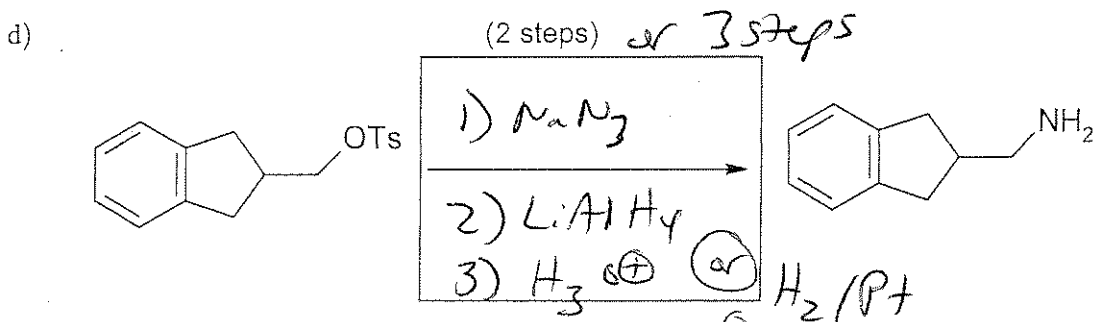 d)
(2 steps) or 3 steps
1) NaN3
OTs
NH2
2) LiAlH4
3) H3O⊕ or H2/Pt